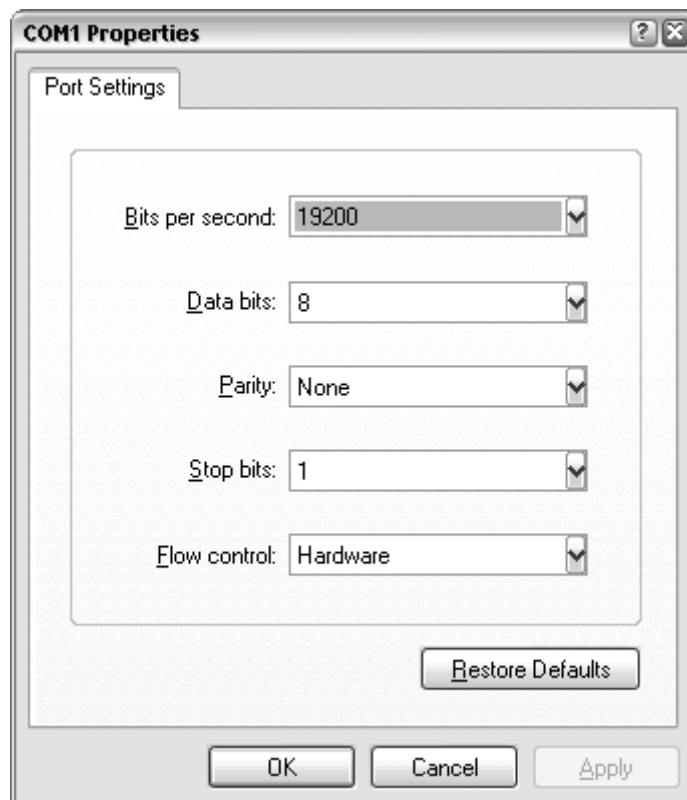 COM1 Properties
Port Settings
Bits per second: 19200
Data bits: 8
Parity: None
Stop bits: 1
Flow control: Hardware
Restore Defaults
OK Cancel Apply